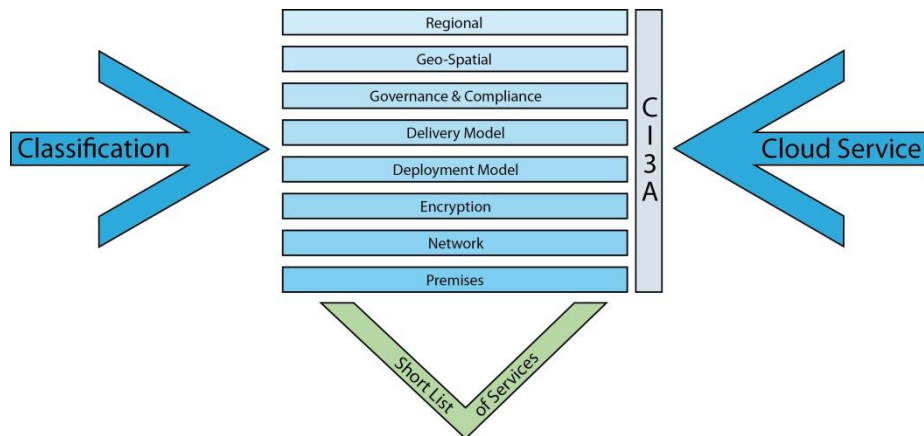 Regional
Geo-Spatial
Governance & Compliance
Delivery Model
Deployment Model
Encryption
Network
Premises
CI3A
Classification
Cloud Service
Short List
of Services